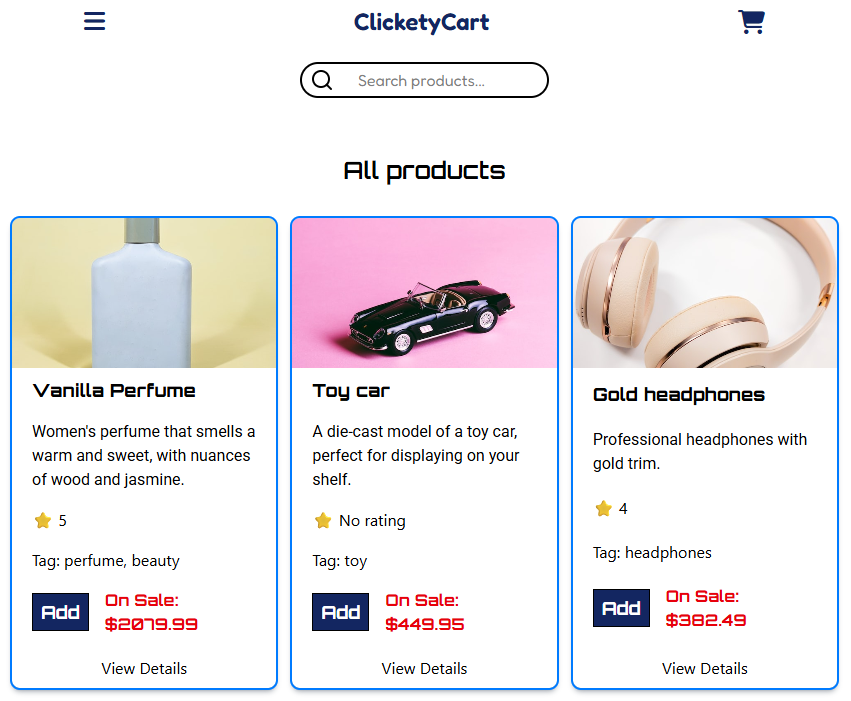 ClicketyCart
Search products...
All products
Vanilla Perfume
Women's perfume that smells a
warm and sweet, with nuances
of wood and jasmine.
5
Tag: perfume, beauty
Add
On Sale:
$2079.99
View Details
Toy car
A die-cast model of a toy car,
perfect for displaying on your
shelf.
No rating
Tag: toy
Add
On Sale:
$449.95
View Details
Gold headphones
Professional headphones with
gold trim.
4
Tag: headphones
Add
On Sale:
$382.49
View Details